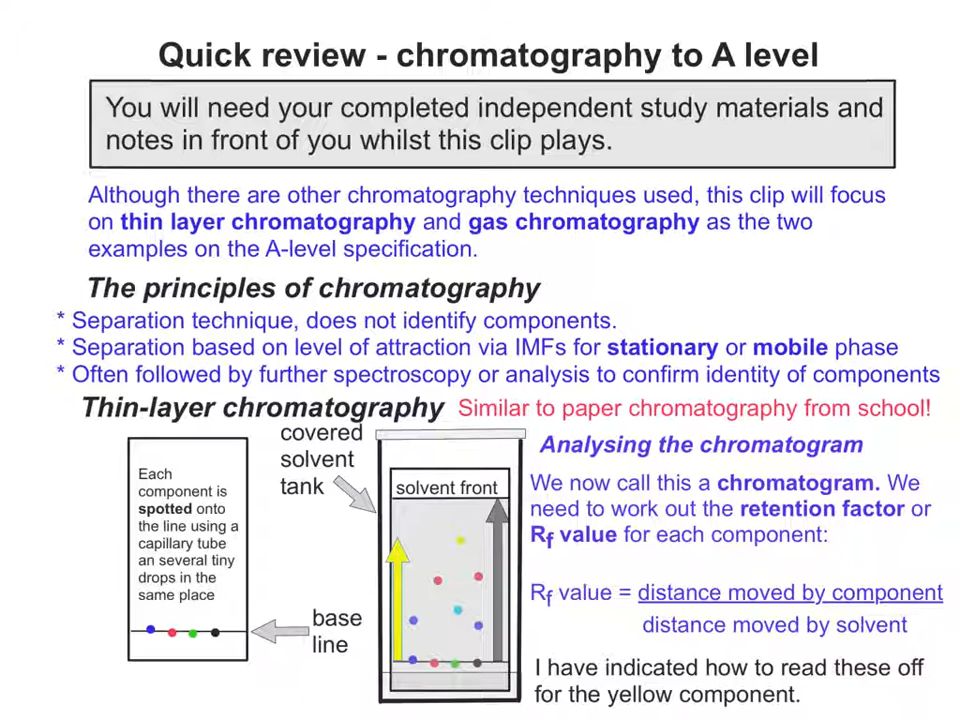 Quick review - chromatography to A level
You will need your completed independent study materials and
notes in front of you whilst this clip plays.
Although there are other chromatography techniques used, this clip will focus
on thin layer chromatography and gas chromatography as the two
examples on the A-level specification.
The principles of chromatography
* Separation technique, does not identify components.
* Separation based on level of attraction via IMFs for stationary or mobile phase
* Often followed by further spectroscopy or analysis to confirm identity of components
Thin-layer chromatography Similar to paper chromatography from school!
Each
component is
spotted onto
the line using a
capillary tube
an several tiny
drops in the
same place
base
line
covered
solvent
tank
solvent front
Analysing the chromatogram
We now call this a chromatogram. We
need to work out the retention factor or
Rf value for each component:
Rf value = distance moved by component
distance moved by solvent
I have indicated how to read these off
for the yellow component.